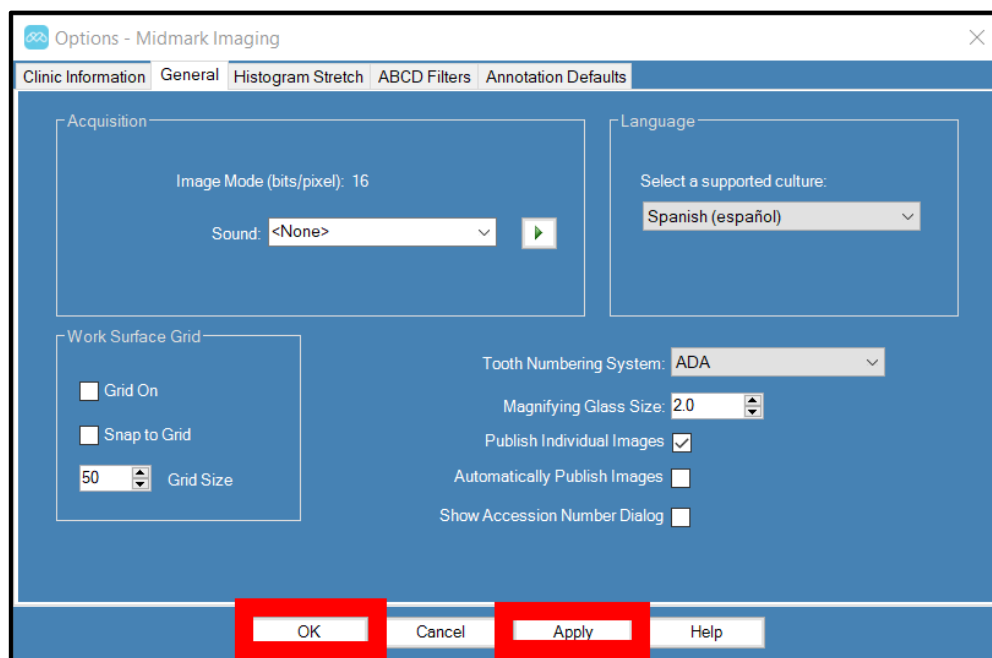 Options - Midmark Imaging
Clinic Information General Histogram Stretch ABCD Filters Annotation Defaults
Acquisition
Image Mode (bits/pixel): 16
Sound: <None>
Language
Select a supported culture:
Spanish (español)
Work Surface Grid
Grid On
Snap to Grid
50 Grid Size
Tooth Numbering System: ADA
Magnifying Glass Size: 2.0
Publish Individual Images
Automatically Publish Images
Show Accession Number Dialog
OK Cancel Apply Help